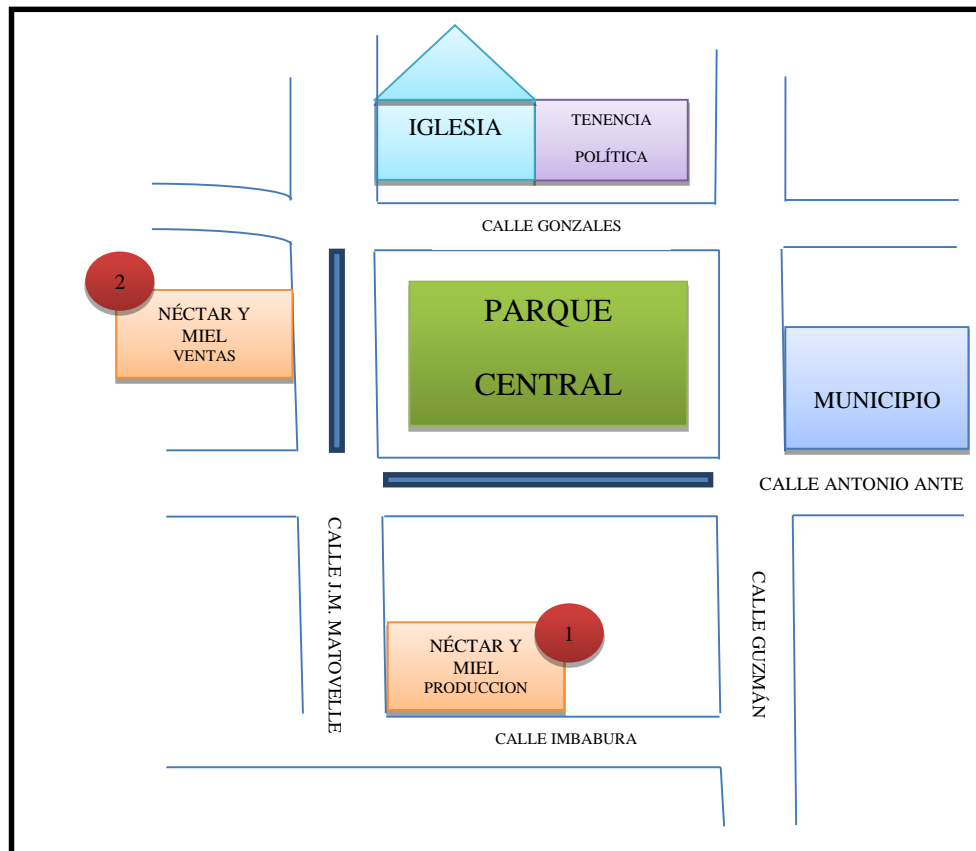 IGLESIA
TENENCIA
POLÍTICA
CALLE GONZALES
2
NÉCTAR Y
MIEL
VENTAS
PARQUE
CENTRAL
MUNICIPIO
CALLE ANTONIO ANTE
CALLE J.M. MATOVELLE
CALLE GUZMÁN
1
NÉCTAR Y
MIEL
PRODUCCION
CALLE IMBABURA